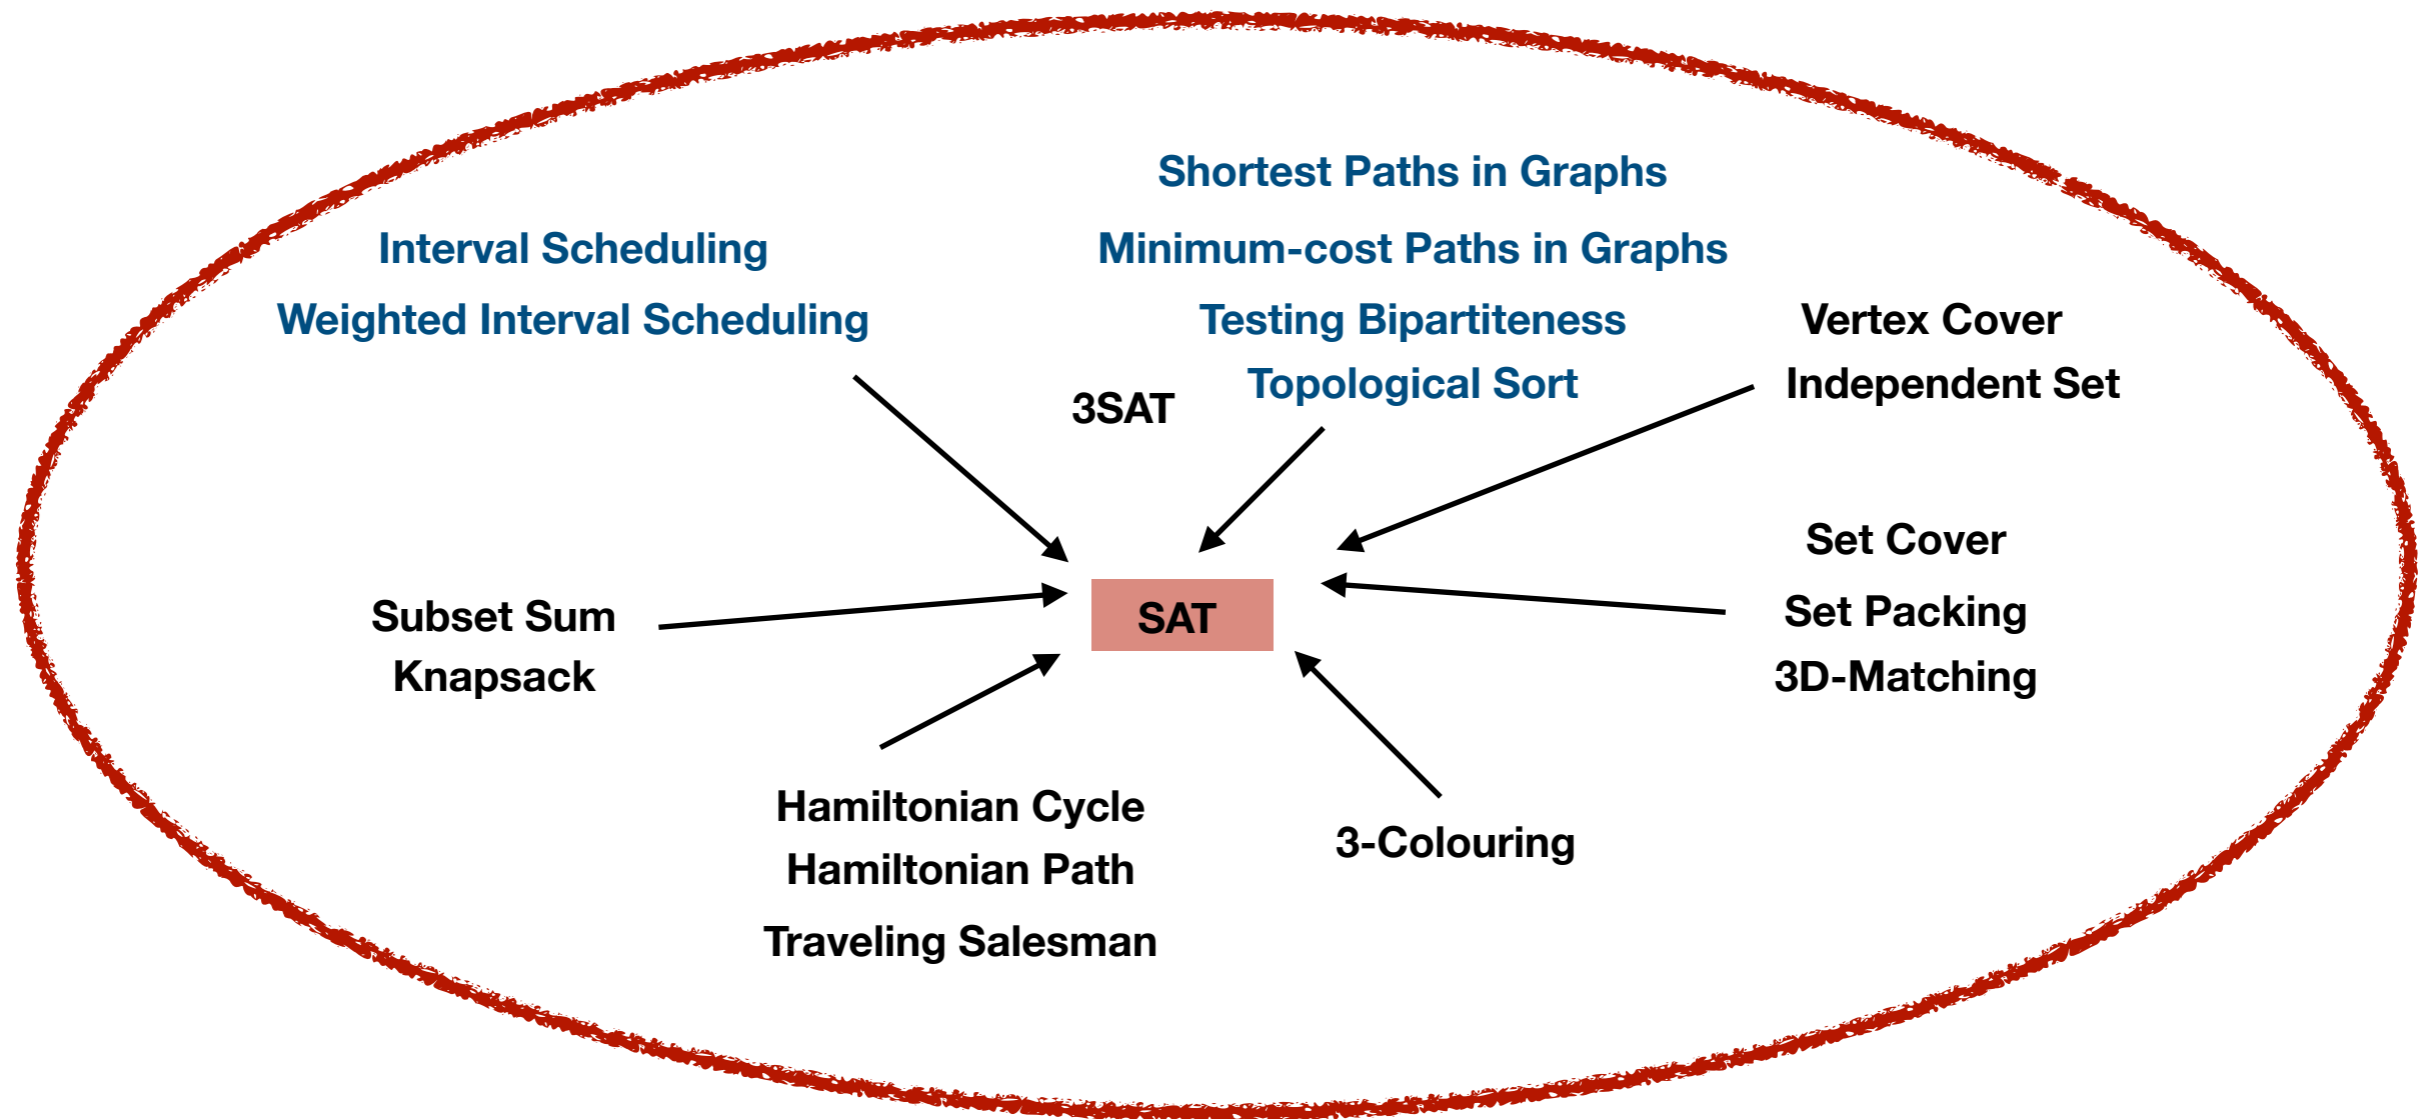 Shortest Paths in Graphs
Interval Scheduling
Minimum-cost Paths in Graphs
Weighted Interval Scheduling
Testing Bipartiteness
Vertex Cover
3SAT
Topological Sort
Independent Set
Set Cover
Subset Sum
SAT
Set Packing
Knapsack
3D-Matching
Hamiltonian Cycle
3-Colouring
Hamiltonian Path
Traveling Salesman